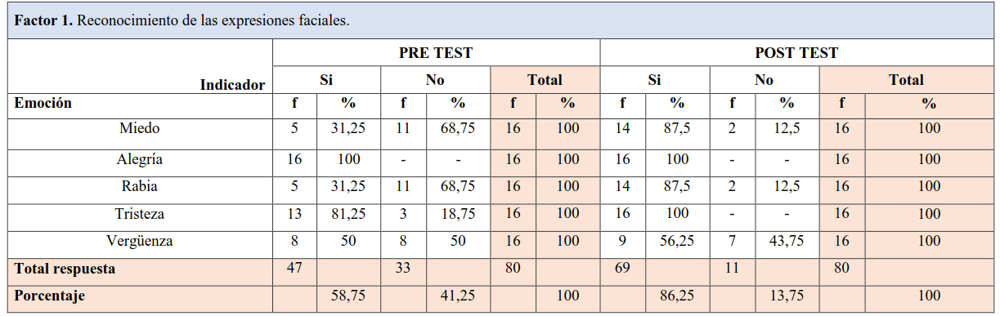 Factor 1. Reconocimiento de las expresiones faciales.
PRE TEST POST TEST
Indicador Si No Total Si No Total
Emoción f % f % f % f % f % f %
Miedo 5 31,25 11 68,75 16 100 14 87,5 2 12,5 16 100
Alegría 16 100 - - 16 100 16 100 - - 16 100
Rabia 5 31,25 11 68,75 16 100 14 87,5 2 12,5 16 100
Tristeza 13 81,25 3 18,75 16 100 16 100 - - 16 100
Vergüenza 8 50 8 50 16 100 9 56,25 7 43,75 16 100
Total respuesta 47 33 80 69 11 80
Porcentaje 58,75 41,25 100 86,25 13,75 100